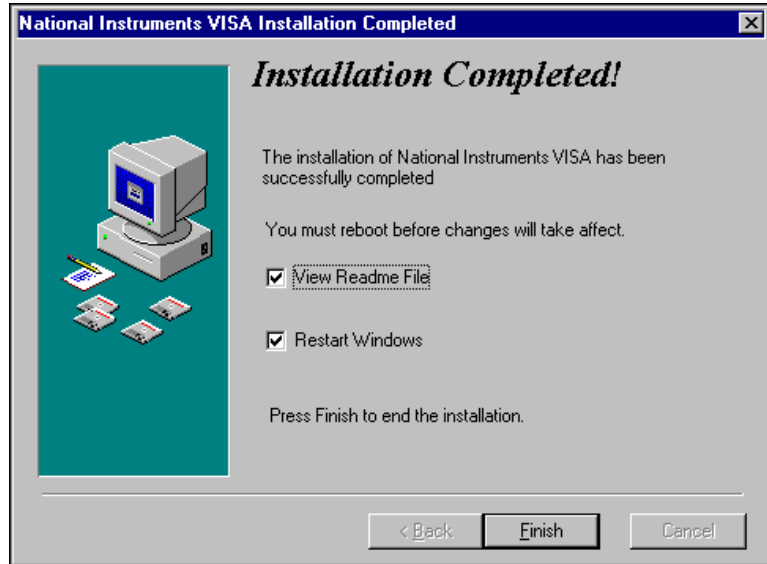 National Instruments VISA Installation Completed
Installation Completed!
The installation of National Instruments VISA has been
successfully completed
You must reboot before changes will take affect.
View Readme File
Restart Windows
Press Finish to end the installation.
< Back
Finish
Cancel